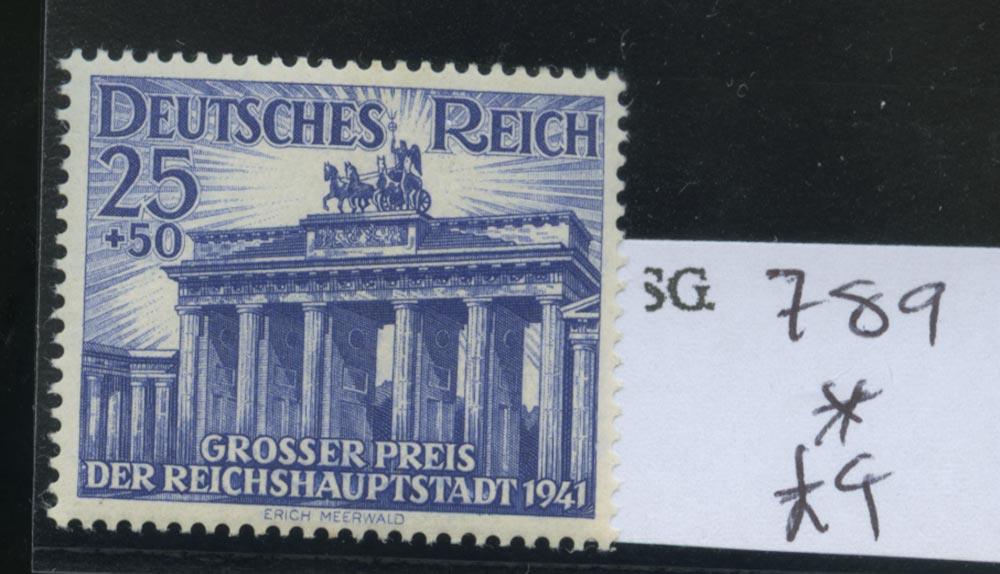 DEUTSCHES REICH
25
+50
GROSSER PREIS
DER REICHSHAUPTSTADT 1941
ERICH MEERWALD
SG. 789
*
£9